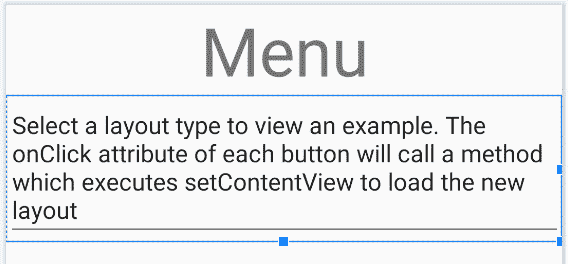 Menu
Select a layout type to view an example. The
onClick attribute of each button will call a method
which executes setContentView to load the new
layout